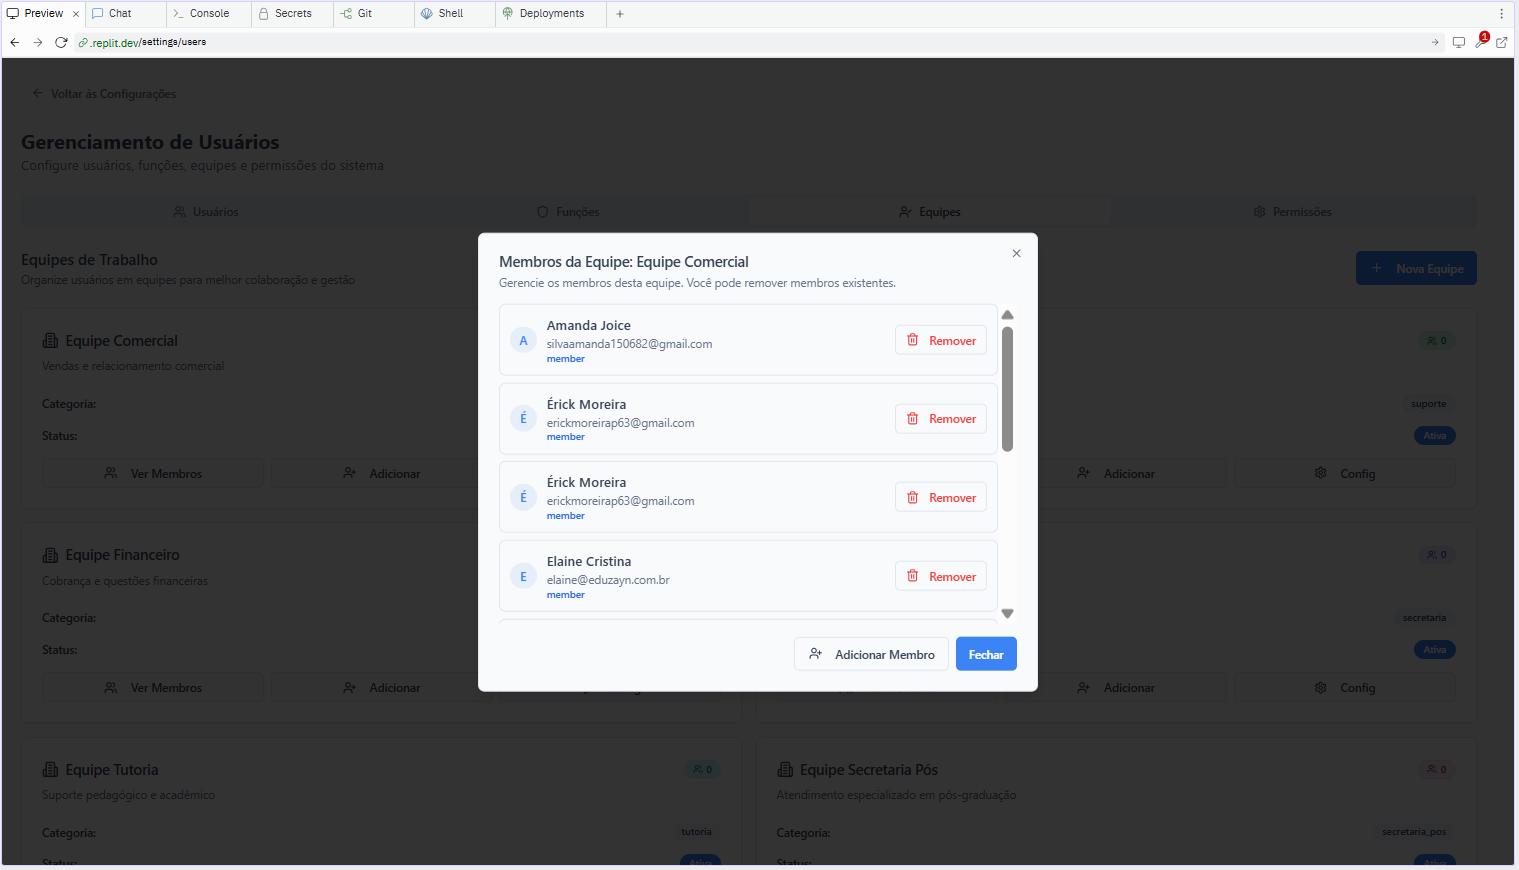 Preview
Chat
Console
Secrets
Git
Shell
Deployments
.replit.dev/settings/users
1
Voltar às Configurações
Gerenciamento de Usuários
Configure usuários, funções, equipes e permissões do sistema
Usuários
Funções
Equipes
Permissões
Equipes de Trabalho
Organize usuários em equipes para melhor colaboração e gestão
Nova Equipe
Equipe Comercial
0
Vendas e relacionamento comercial
Categoria:
suporte
Status:
Ativa
Ver Membros
Adicionar
Adicionar
Config
Membros da Equipe: Equipe Comercial
Gerencie os membros desta equipe. Você pode remover membros existentes.
A
Amanda Joice
silvaamanda150682@gmail.com
member
Remover
É
Érick Moreira
erickmoreirap63@gmail.com
member
Remover
É
Érick Moreira
erickmoreirap63@gmail.com
member
Remover
E
Elaine Cristina
elaine@eduzayn.com.br
member
Remover
Adicionar Membro
Fechar
Equipe Financeiro
0
Cobrança e questões financeiras
Categoria:
secretaria
Status:
Ativa
Ver Membros
Adicionar
Adicionar
Config
Equipe Tutoria
0
Suporte pedagógico e acadêmico
Categoria:
tutoria
Status:
Ativa
Equipe Secretaria Pós
0
Atendimento especializado em pós-graduação
Categoria:
secretaria_pos
Status:
Ativa